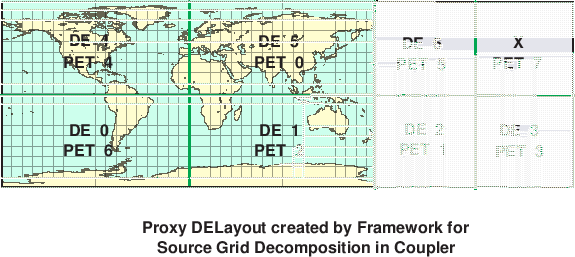 DE 4 DE 5 DE X
PET 4 PET 0 PET 5 PET 7
DE 0 DE 1 DE 2 DE 3
PET 6 PET 2 PET 1 PET 3
Proxy DELayout created by Framework for
Source Grid Decomposition in Coupler